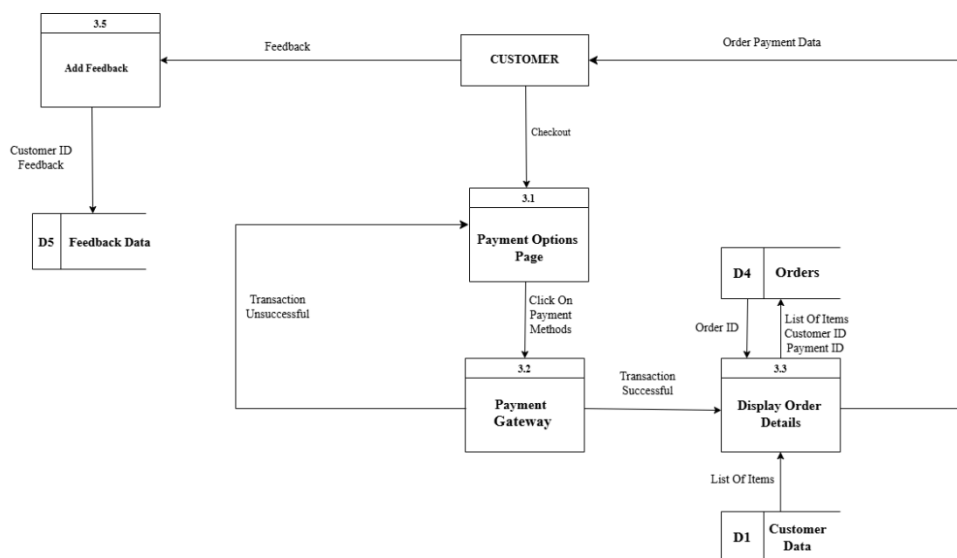 3.5
Add Feedback
Feedback
CUSTOMER
Order Payment Data
Checkout
Customer ID
Feedback
D5
Feedback Data
3.1
Payment Options
Page
Transaction
Unsuccessful
Click On
Payment
Methods
D4
Orders
Order ID
List Of Items
Customer ID
Payment ID
3.2
Payment
Gateway
Transaction
Successful
3.3
Display Order
Details
List Of Items
D1
Customer
Data